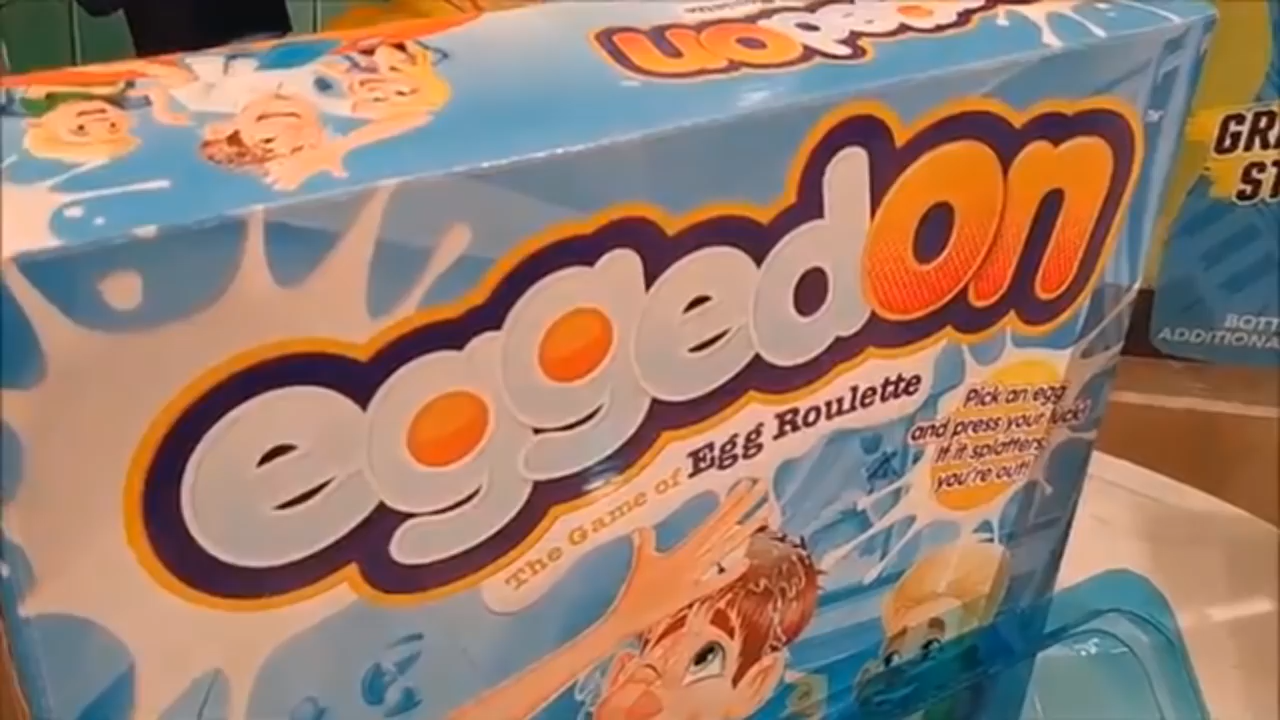 eggedon
eggedon
The Game of Egg Roulette
Pick an egg
and press your luck!
If it splatters,
you're out!